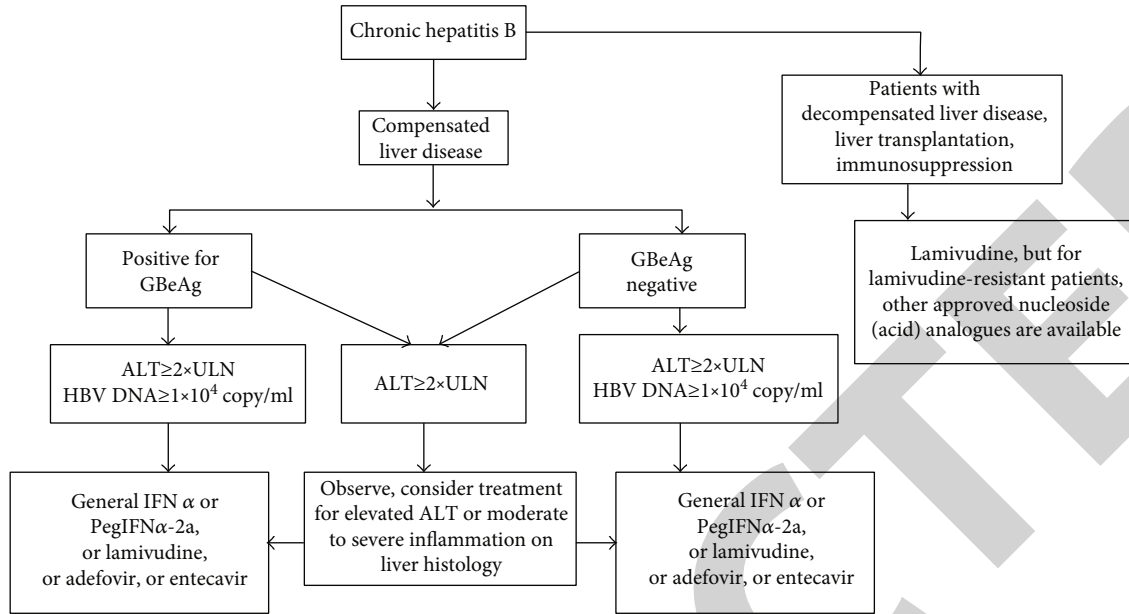 Chronic hepatitis B
Patients with
decompensated liver disease,
liver transplantation,
immunosuppression
Compensated
liver disease
Lamivudine, but for
lamivudine-resistant patients,
other approved nucleoside
(acid) analogues are available
Positive for
GBeAg
GBeAg
negative
ALT≥2×ULN
HBV DNA≥1×10⁴ copy/ml
ALT≥2×ULN
ALT≥2×ULN
HBV DNA≥1×10⁴ copy/ml
General IFN α or
PegIFNα-2a,
or lamivudine,
or adefovir, or entecavir
Observe, consider treatment
for elevated ALT or moderate
to severe inflammation on
liver histology
General IFN α or
PegIFNα-2a,
or lamivudine,
or adefovir, or entecavir
CTE